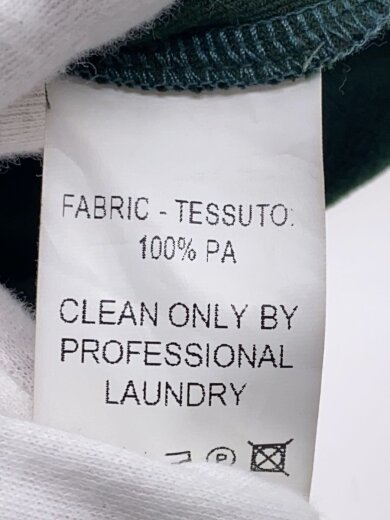 FABRIC - TESSUTO:
100% PA
CLEAN ONLY BY
PROFESSIONAL
LAUNDRY
P